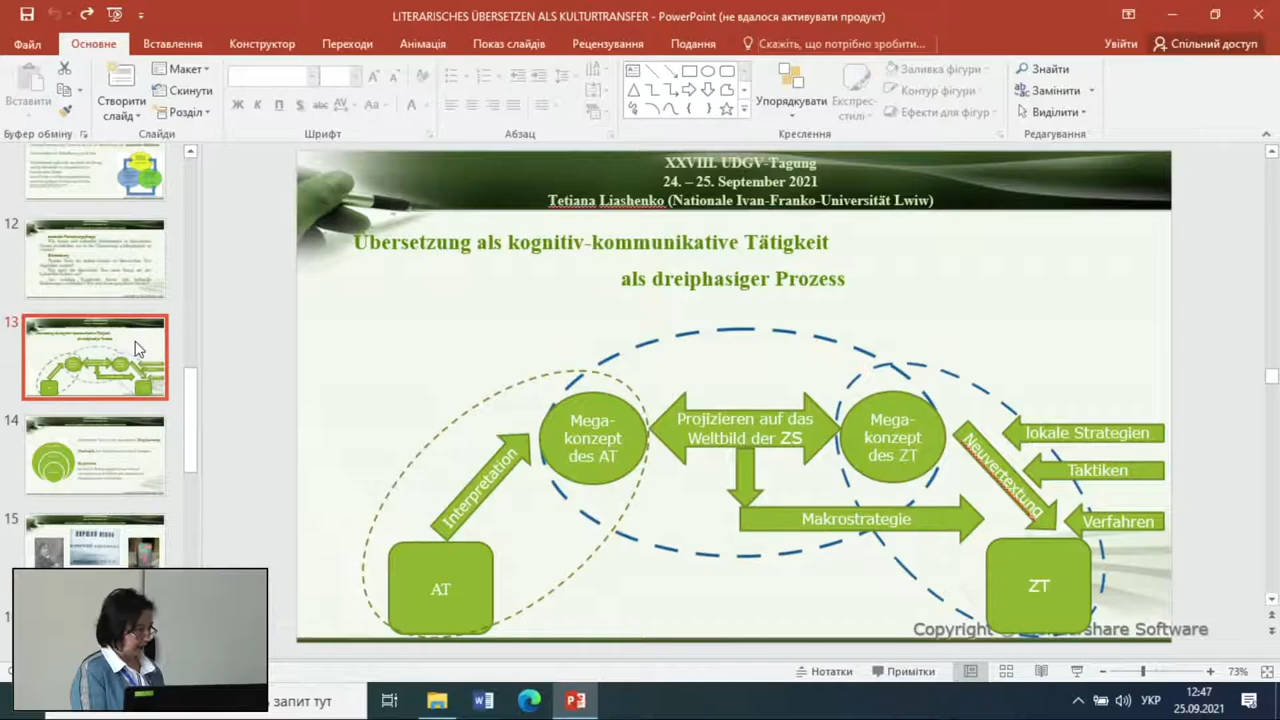 LITERARISCHES ÜBERSETZEN ALS KULTURTRANSFER - PowerPoint (не вдалося активувати продукт)
Файл Основне Вставлення Конструктор Переходи Анімація Показ слайдів Рецензування Подання Скажіть, що потрібно зробити... Увійти Спільний доступ
Вставити
Створити слайд
Макет
Скинути
Розділ
Ж К П S abc AV Aa A
Упорядкувати
Експрес-стилі
Заливка фігури
Контур фігури
Ефекти для фігур
Знайти
Замінити
Виділити
Буфер обміну Слайди Шрифт Абзац Креслення Редагування
12
13
14
15
XXVIII. UDGV-Tagung
24. – 25. September 2021
Tetiana Liashenko (Nationale Ivan-Franko-Universität Lwiw)
Übersetzung als kognitiv-kommunikative Tätigkeit
als dreiphasiger Prozess
Mega-
konzept
des AT
Projizieren auf das
Weltbild der ZS
Mega-
konzept
des ZT
Interpretation
Neuvertextung
lokale Strategien
Taktiken
Verfahren
Makrostrategie
AT
ZT
Copyright
share Software
Нотатки Примітки 73%
запит тут
УКР
12:47
25.09.2021